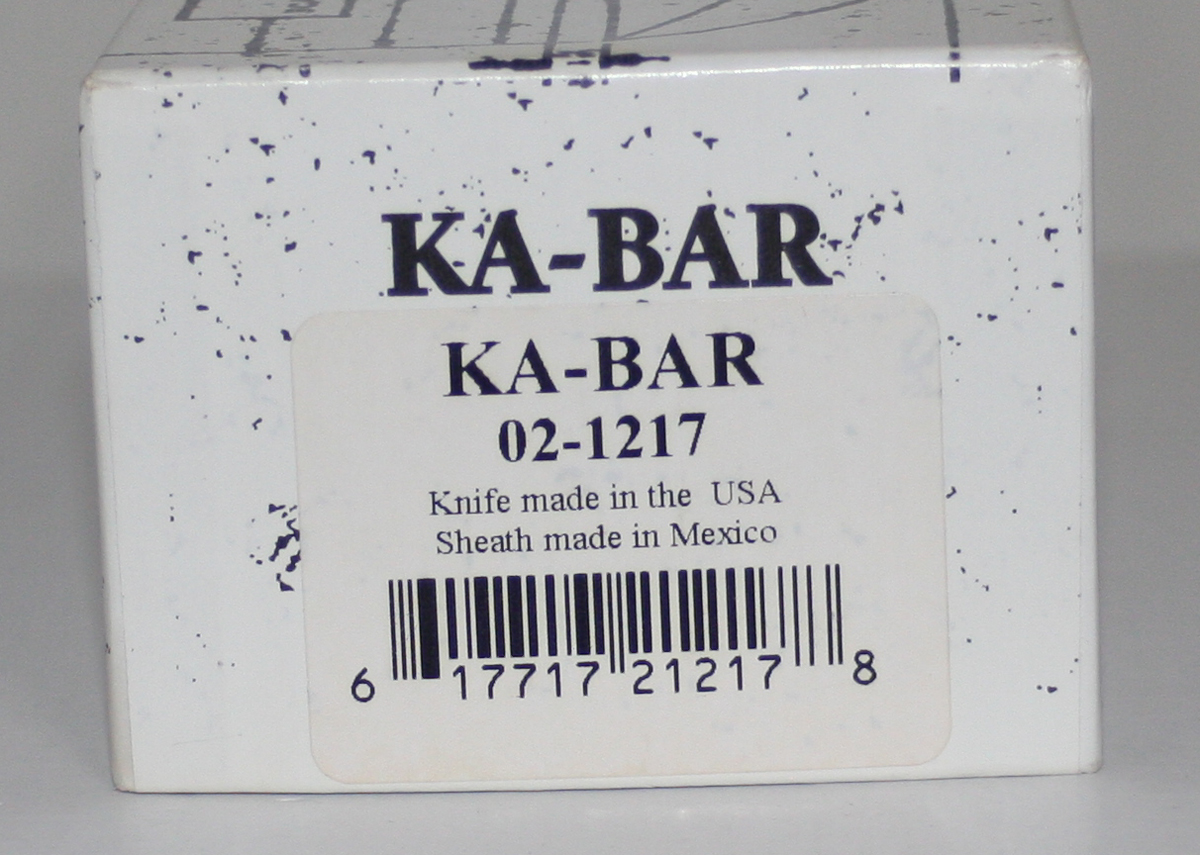 KA-BAR
KA-BAR
02-1217
Knife made in the USA
Sheath made in Mexico
6 17717 21217 8